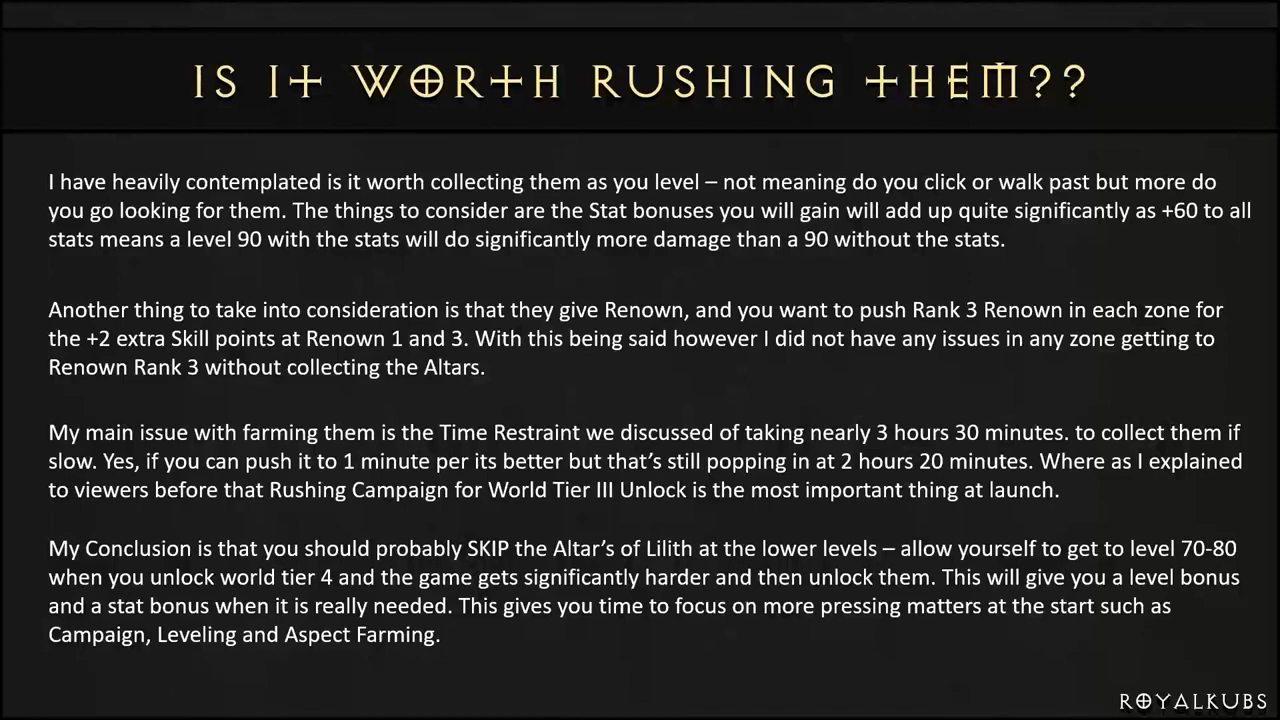 IS IT WORTH RUSHING THEM??
I have heavily contemplated is it worth collecting them as you level – not meaning do you click or walk past but more do
you go looking for them. The things to consider are the Stat bonuses you will gain will add up quite significantly as +60 to all
stats means a level 90 with the stats will do significantly more damage than a 90 without the stats.
Another thing to take into consideration is that they give Renown, and you want to push Rank 3 Renown in each zone for
the +2 extra Skill points at Renown 1 and 3. With this being said however I did not have any issues in any zone getting to
Renown Rank 3 without collecting the Altars.
My main issue with farming them is the Time Restraint we discussed of taking nearly 3 hours 30 minutes. to collect them if
slow. Yes, if you can push it to 1 minute per its better but that’s still popping in at 2 hours 20 minutes. Where as I explained
to viewers before that Rushing Campaign for World Tier III Unlock is the most important thing at launch.
My Conclusion is that you should probably SKIP the Altar’s of Lilith at the lower levels – allow yourself to get to level 70-80
when you unlock world tier 4 and the game gets significantly harder and then unlock them. This will give you a level bonus
and a stat bonus when it is really needed. This gives you time to focus on more pressing matters at the start such as
Campaign, Leveling and Aspect Farming.
ROYALKUBS